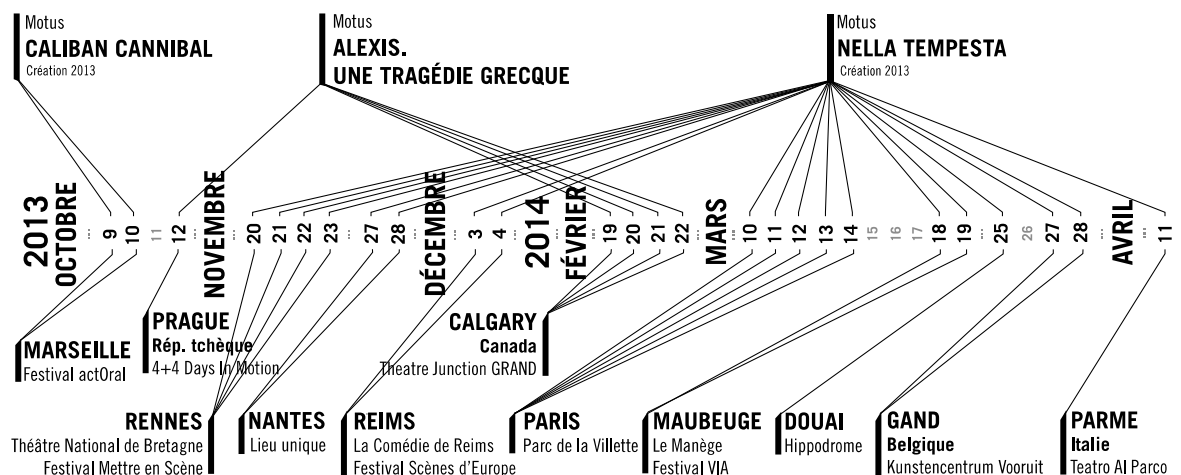 Motus
CALIBAN CANNIBAL
Création 2013
Motus
ALEXIS.
UNE TRAGÉDIE GRECQUE
Motus
NELLA TEMPESTA
Création 2013
2013
OCTOBRE
... 9 10 11 12
NOVEMBRE
... 20 21 22 23 ... 27 28
DÉCEMBRE
... 3 4 ...
2014
FÉVRIER
... 19 20 21 22
MARS
... 10 11 12 13 14 15 16 17 18 19 ... 25 26 27 28 ...
AVRIL
... 11
MARSEILLE
Festival actOral
PRAGUE
Rép. tchèque
4+4 Days In Motion
CALGARY
Canada
Theatre Junction GRAND
RENNES
Théâtre National de Bretagne
Festival Mettre en Scène
NANTES
Lieu unique
REIMS
La Comédie de Reims
Festival Scènes d'Europe
PARIS
Parc de la Villette
MAUBEUGE
Le Manège
Festival VIA
DOUAI
Hippodrome
GAND
Belgique
Kunstencentrum Vooruit
PARME
Italie
Teatro Al Parco